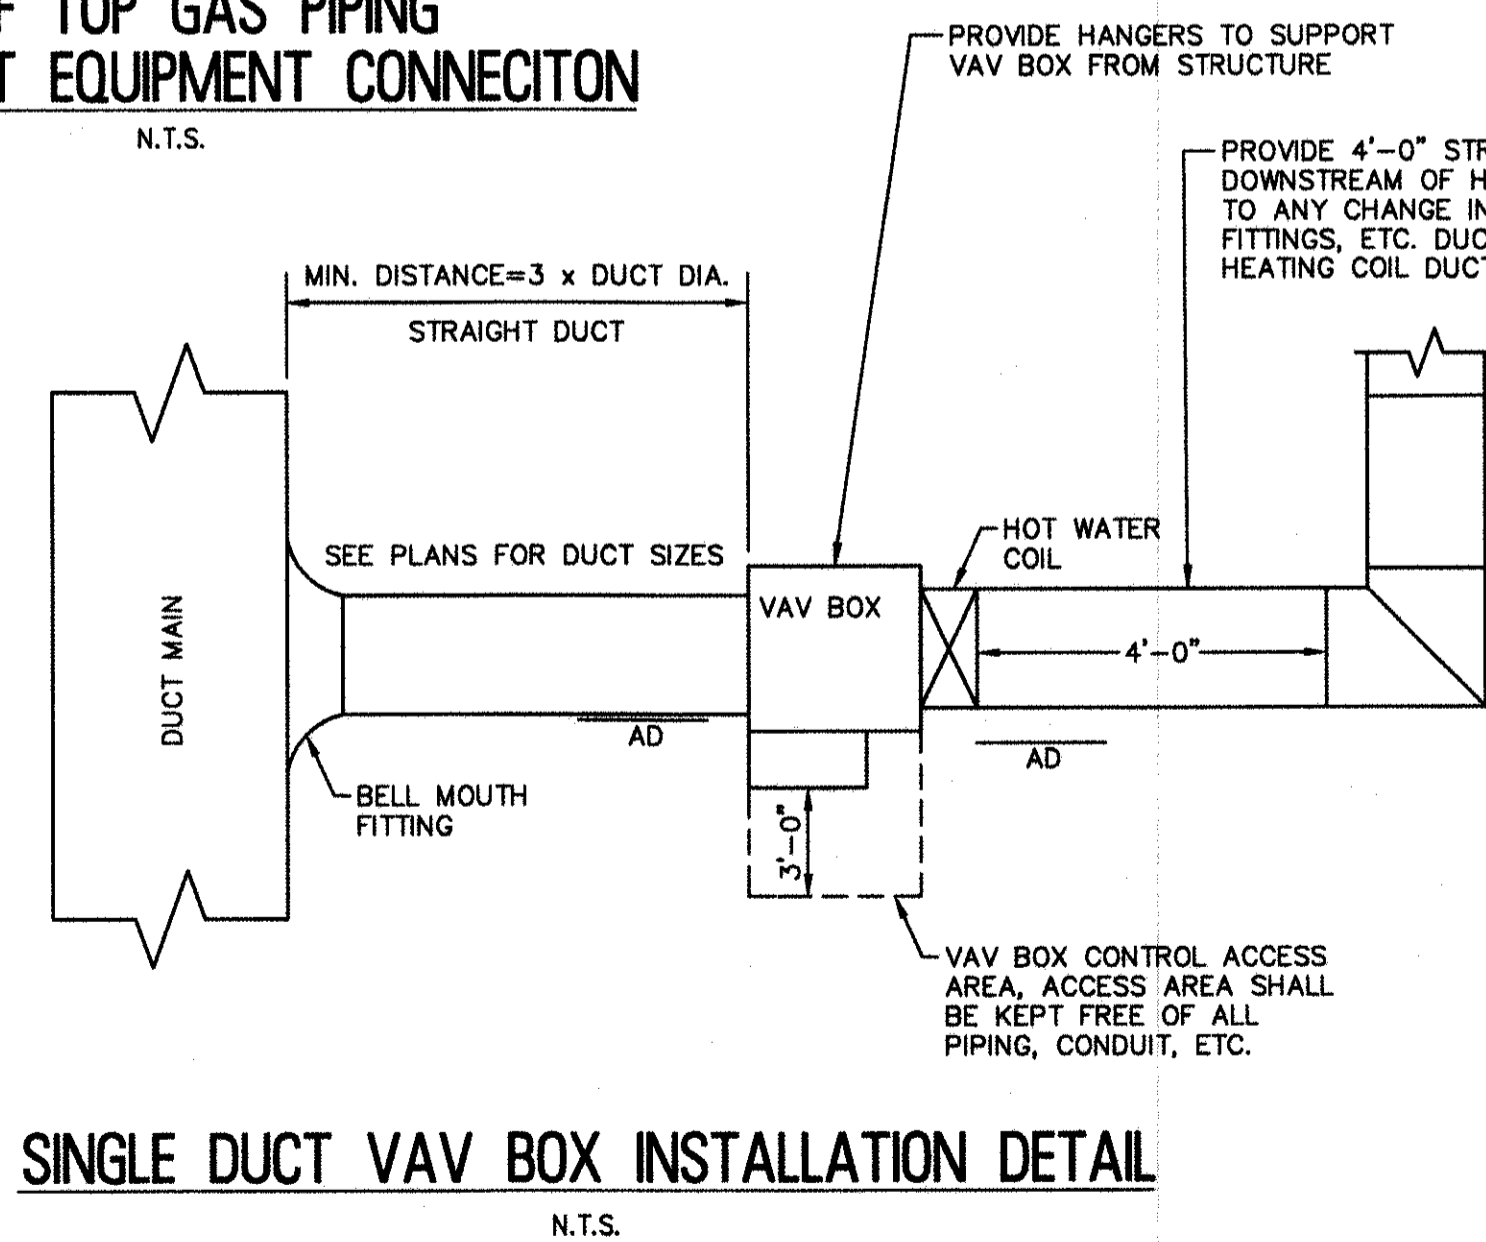 TOP GAS PIPING
EQUIPMENT CONNECITON
N.T.S.
PROVIDE HANGERS TO SUPPORT
VAV BOX FROM STRUCTURE
PROVIDE 4'-0"
DOWNSTREAM OF
TO ANY CHANGE IN
FITTINGS, ETC.
HEATING COIL
MIN. DISTANCE=3 x DUCT DIA.
STRAIGHT DUCT
SEE PLANS FOR DUCT SIZES
HOT WATER
COIL
VAV BOX
DUCT MAIN
4'-0"
AD
AD
BELL MOUTH
FITTING
3'-0"
VAV BOX CONTROL ACCESS
AREA, ACCESS AREA SHALL
BE KEPT FREE OF ALL
PIPING, CONDUIT, ETC.
SINGLE DUCT VAV BOX INSTALLATION DETAIL
N.T.S.